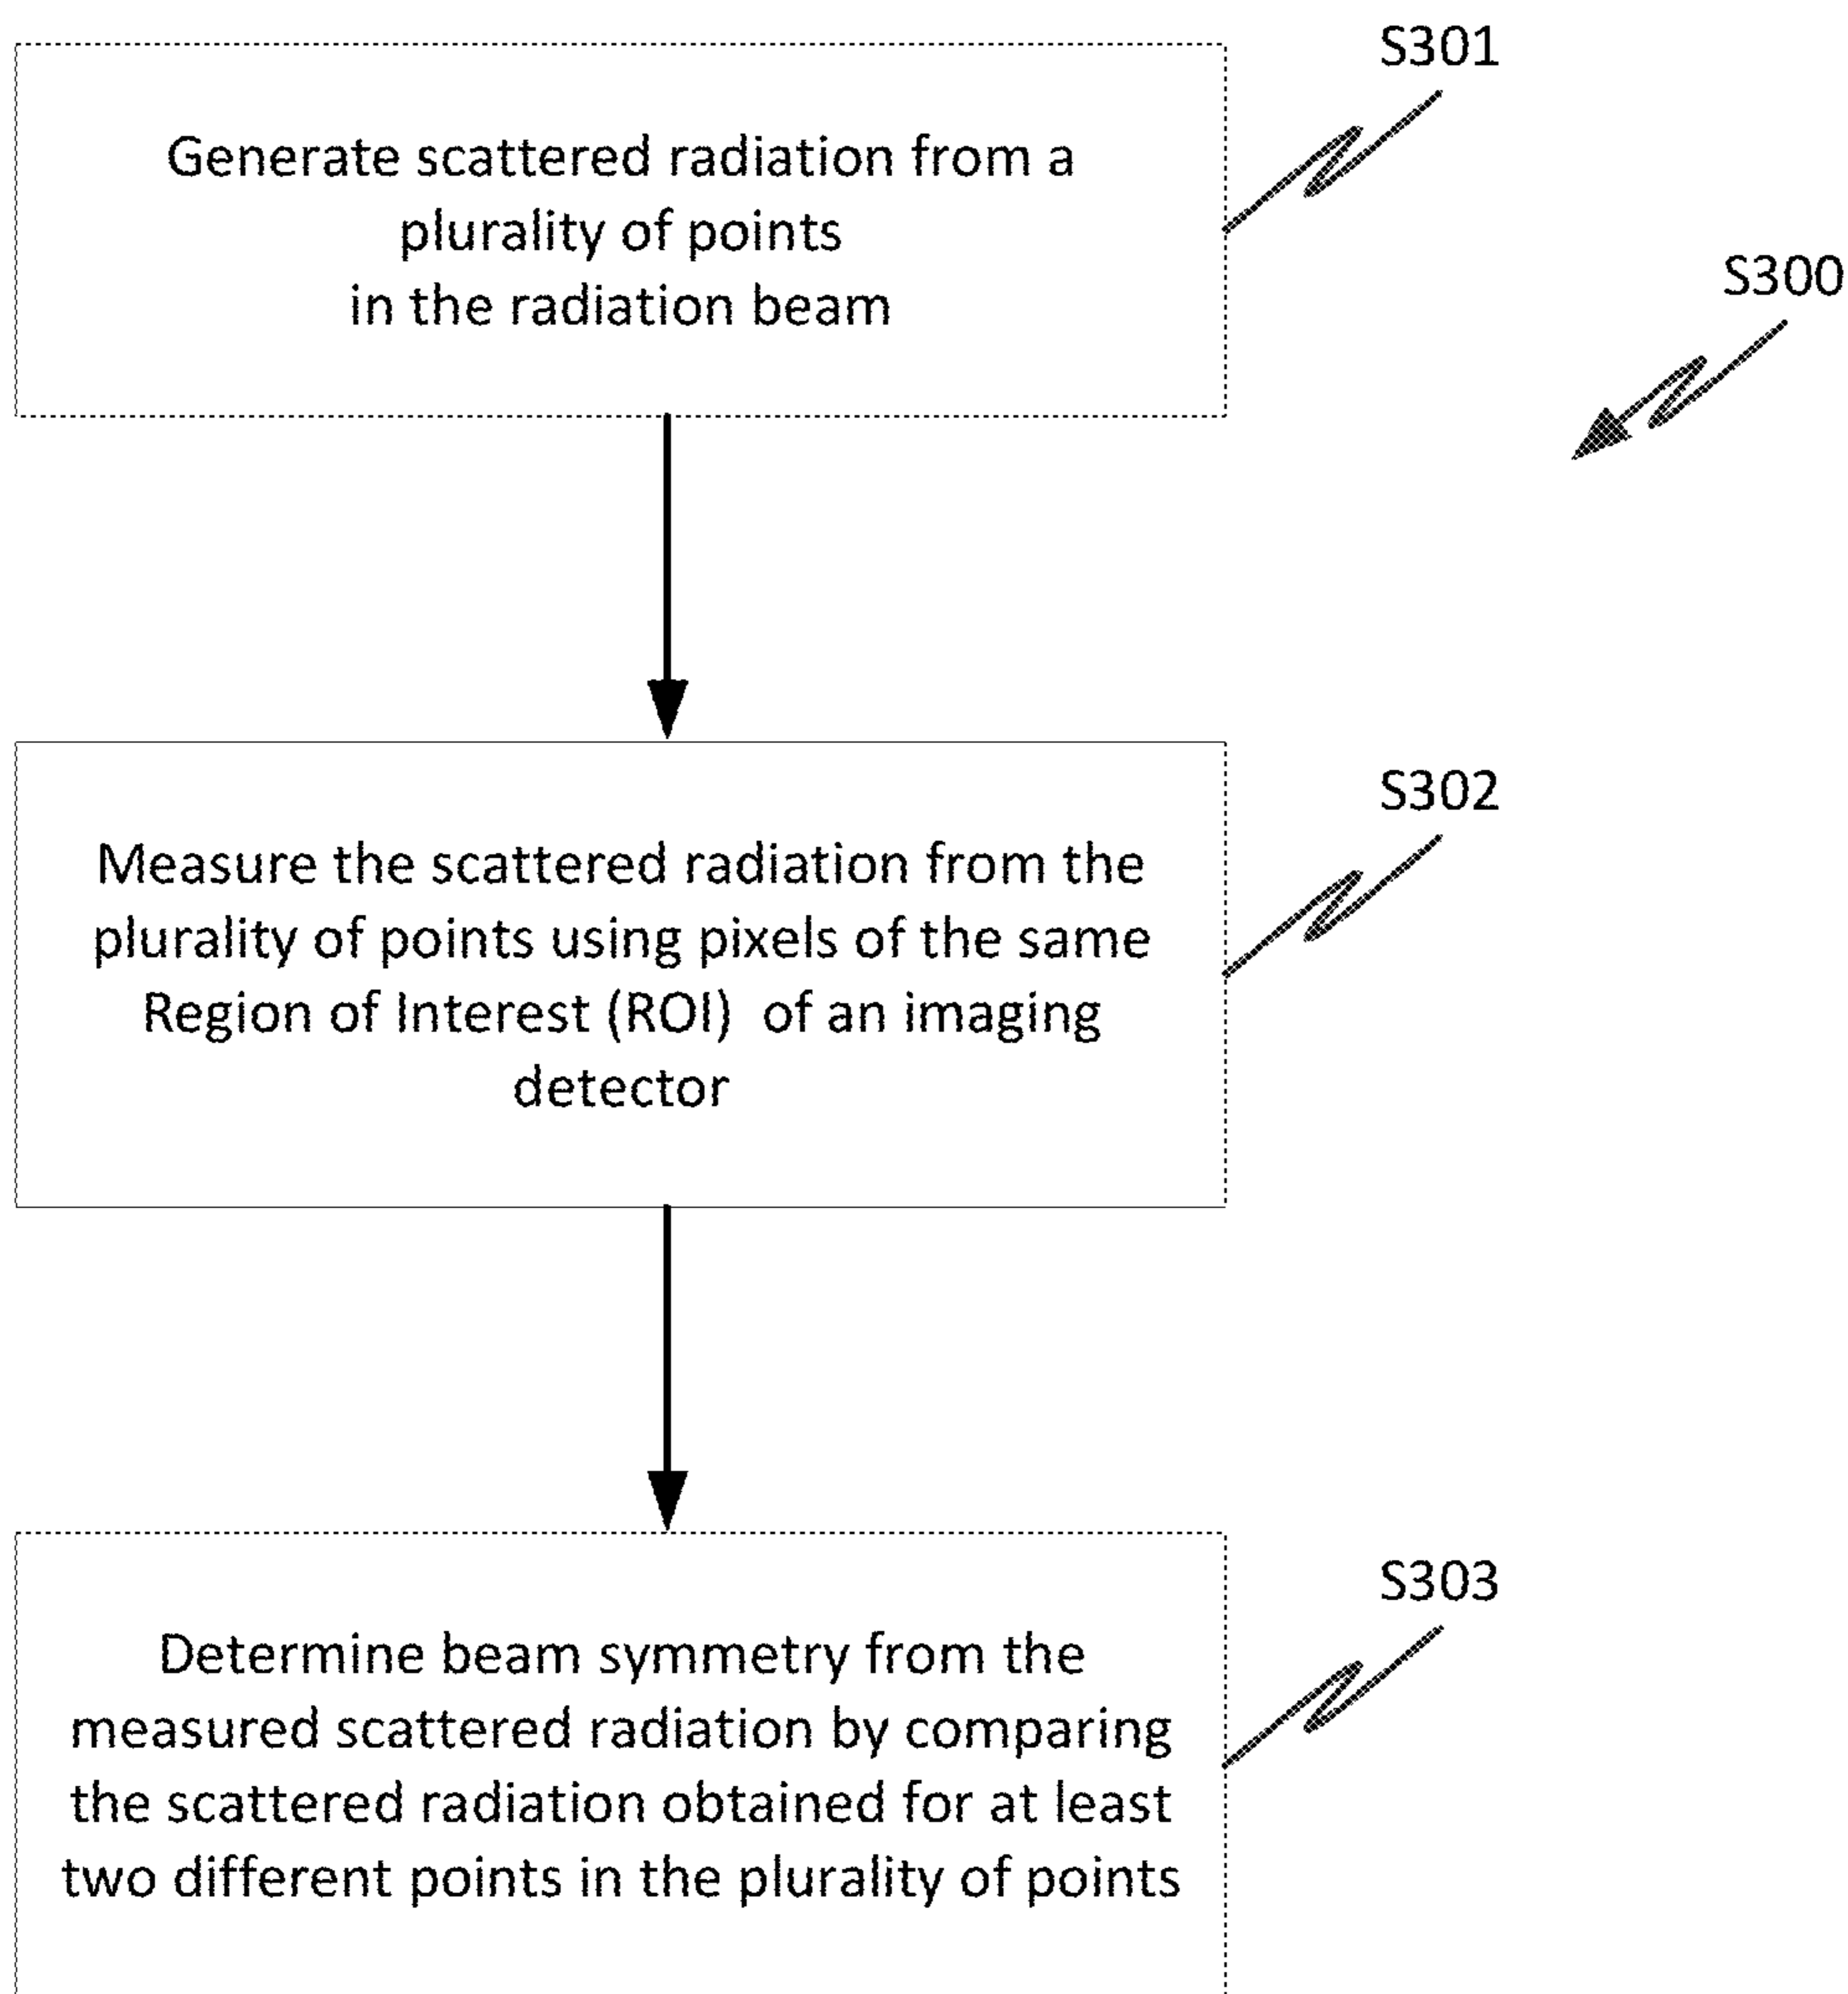 S301
Generate scattered radiation from a
plurality of points
in the radiation beam
S300
S302
Measure the scattered radiation from the
plurality of points using pixels of the same
Region of Interest (ROI) of an imaging
detector
S303
Determine beam symmetry from the
measured scattered radiation by comparing
the scattered radiation obtained for at least
two different points in the plurality of points